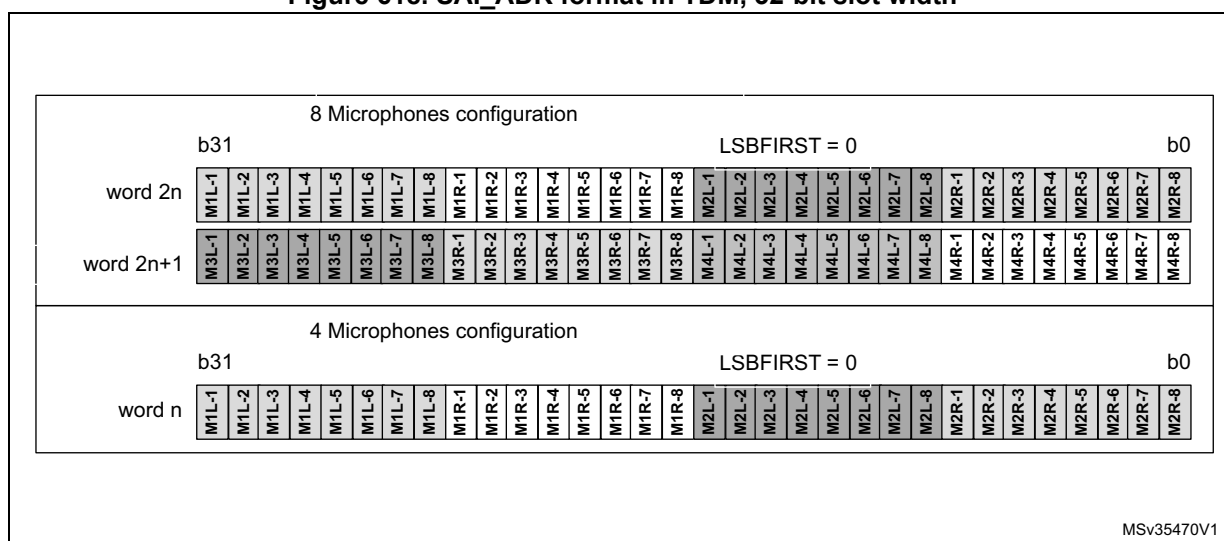 8 Microphones configuration
b31 LSBFIRST = 0 b0
word 2n M1L-1 M1L-2 M1L-3 M1L-4 M1L-5 M1L-6 M1L-7 M1L-8 M1R-1 M1R-2 M1R-3 M1R-4 M1R-5 M1R-6 M1R-7 M1R-8 M2L-1 M2L-2 M2L-3 M2L-4 M2L-5 M2L-6 M2L-7 M2L-8 M2R-1 M2R-2 M2R-3 M2R-4 M2R-5 M2R-6 M2R-7 M2R-8
word 2n+1 M3L-1 M3L-2 M3L-3 M3L-4 M3L-5 M3L-6 M3L-7 M3L-8 M3R-1 M3R-2 M3R-3 M3R-4 M3R-5 M3R-6 M3R-7 M3R-8 M4L-1 M4L-2 M4L-3 M4L-4 M4L-5 M4L-6 M4L-7 M4L-8 M4R-1 M4R-2 M4R-3 M4R-4 M4R-5 M4R-6 M4R-7 M4R-8
4 Microphones configuration
b31 LSBFIRST = 0 b0
word n M1L-1 M1L-2 M1L-3 M1L-4 M1L-5 M1L-6 M1L-7 M1L-8 M1R-1 M1R-2 M1R-3 M1R-4 M1R-5 M1R-6 M1R-7 M1R-8 M2L-1 M2L-2 M2L-3 M2L-4 M2L-5 M2L-6 M2L-7 M2L-8 M2R-1 M2R-2 M2R-3 M2R-4 M2R-5 M2R-6 M2R-7 M2R-8
MSv35470V1